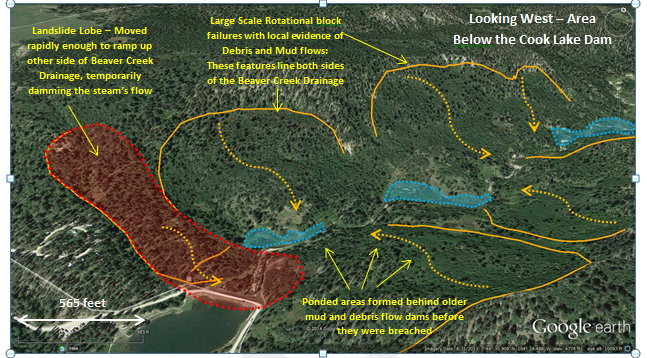 Landslide Lobe – Moved
rapidly enough to ramp up
other side of Beaver Creek
Drainage, temporarily
damming the steam's flow
Large Scale Rotational block
failures with local evidence of
Debris and Mud flows:
These features line both sides
of the Beaver Creek Drainage
Looking West – Area
Below the Cook Lake Dam
565 feet
Ponded areas formed behind older
mud and debris flow dams before
they were breached
Google earth